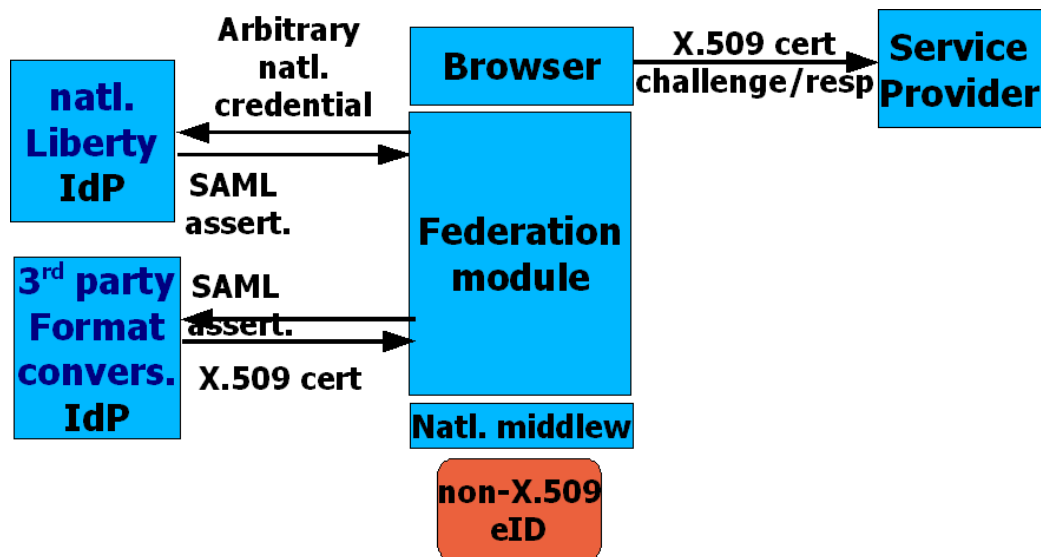 Arbitrary
natl.
credential
Browser
X.509 cert
challenge/resp
Service
Provider
natl.
Liberty
IdP
SAML
assert.
Federation
module
3rd party
Format
convers.
IdP
SAML
assert.
X.509 cert
Natl. middlew
non-X.509
eID